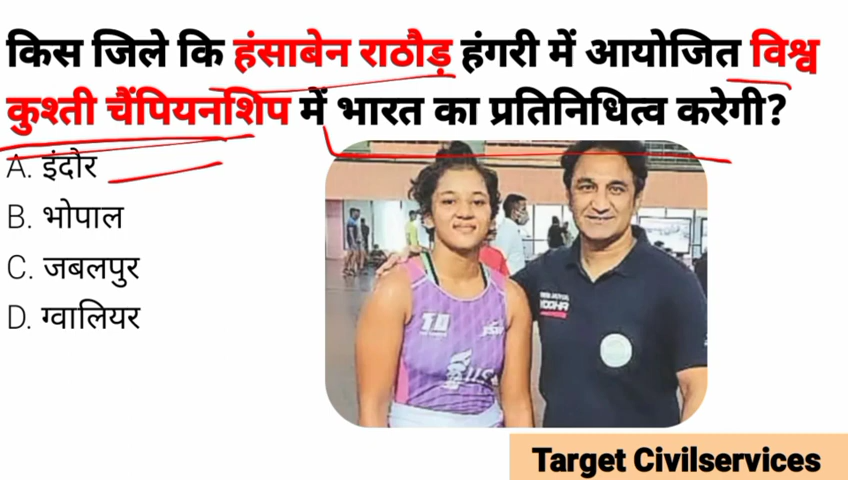 किस जिले कि हंसाबेन राठौड़ हंगरी में आयोजित विश्व
कुश्ती चैंपियनशिप में भारत का प्रतिनिधित्व करेगी?
A. इंदोर
B. भोपाल
C. जबलपुर
D. ग्वालियर
Target Civilservices